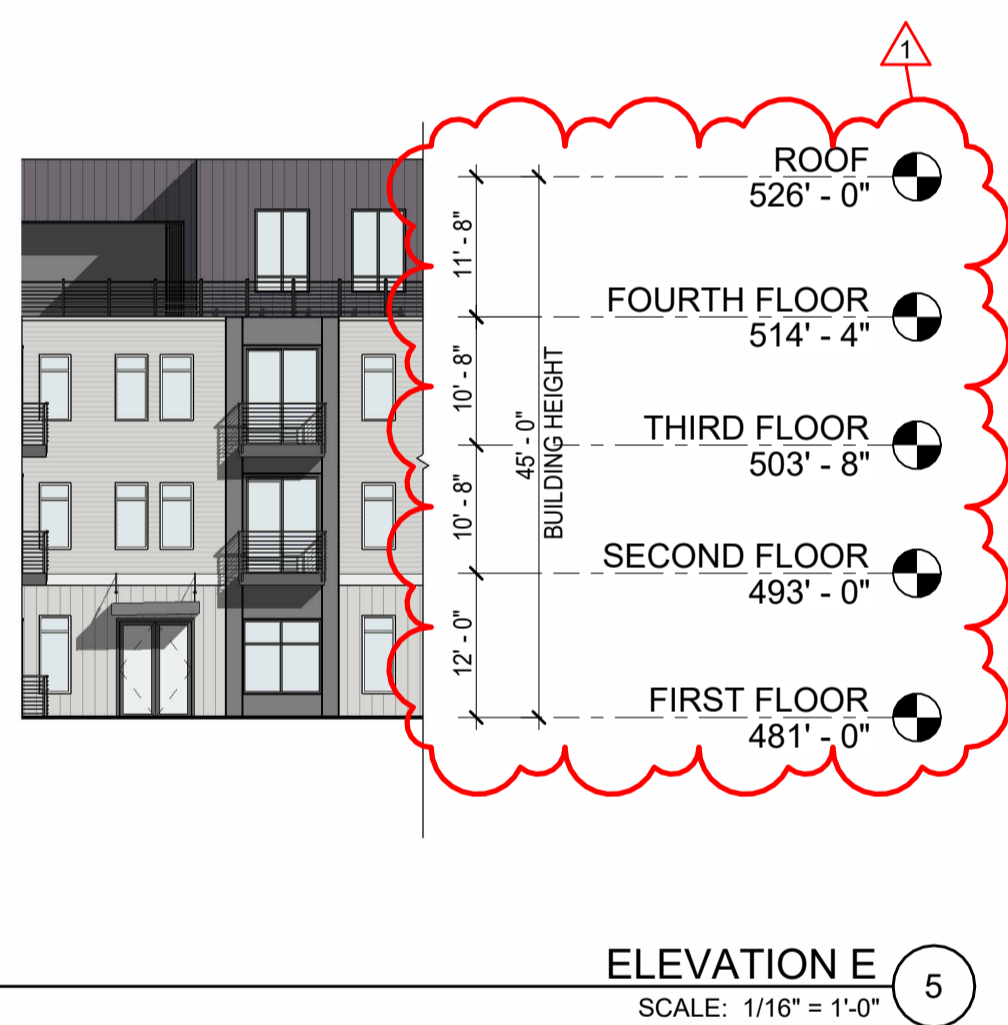 1
ROOF
526' - 0"
11' - 8"
FOURTH FLOOR
514' - 4"
10' - 8"
45' - 0"
BUILDING HEIGHT
THIRD FLOOR
503' - 8"
10' - 8"
SECOND FLOOR
493' - 0"
12' - 0"
FIRST FLOOR
481' - 0"
ELEVATION E
5
SCALE: 1/16" = 1'-0"